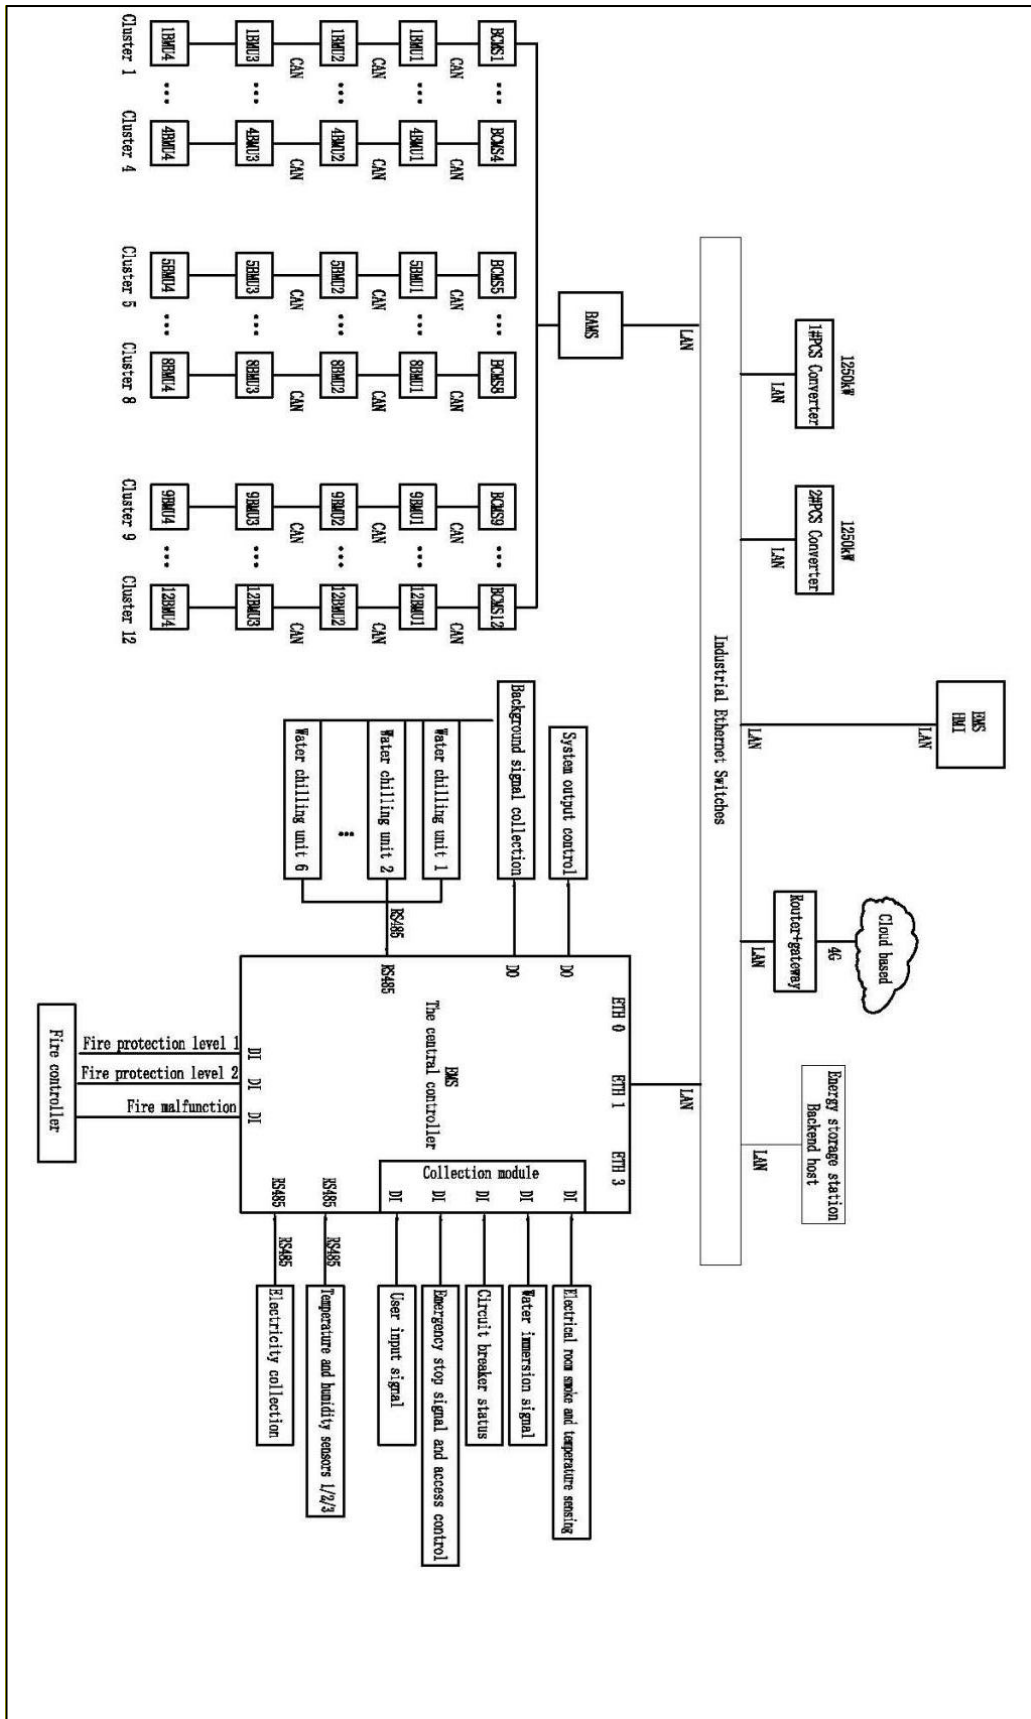 EMS
HMI
LAN
1250kW
1250kW
1#PCS Converter
2#PCS Converter
Cloud based
4G
Router+gateway
Energy storage station
Backend host
LAN
LAN
LAN
LAN
LAN
Industrial Ethernet Switches
LAN
LAN
BAMS
BCMS1
BCMS4
BCMS5
BCMS8
BCMS9
BCMS12
CAN
CAN
CAN
CAN
CAN
CAN
1BMU1
4BMU1
5BMU1
8BMU1
9BMU1
12BMU1
CAN
CAN
CAN
CAN
CAN
CAN
1BMU2
4BMU2
5BMU2
8BMU2
9BMU2
12BMU2
CAN
CAN
CAN
CAN
CAN
CAN
1BMU3
4BMU3
5BMU3
8BMU3
9BMU3
12BMU3
1BMU4
4BMU4
5BMU4
8BMU4
9BMU4
12BMU4
Cluster 1
Cluster 4
Cluster 5
Cluster 8
Cluster 9
Cluster 12
System output control
Background signal collection
Water chilling unit 1
Water chilling unit 2
Water chilling unit 6
RS485
ETH 0
ETH 1
ETH 3
DO
DO
RS485
EMS
The central controller
Collection module
DI
DI
DI
DI
DI
RS485
RS485
DI
DI
DI
Electrical room smoke and temperature sensing
Water immersion signal
Circuit breaker status
Emergency stop signal and access control
User input signal
RS485
Temperature and humidity sensors 1/2/3
RS485
Electricity collection
Fire protection level 1
Fire protection level 2
Fire malfunction
Fire controller